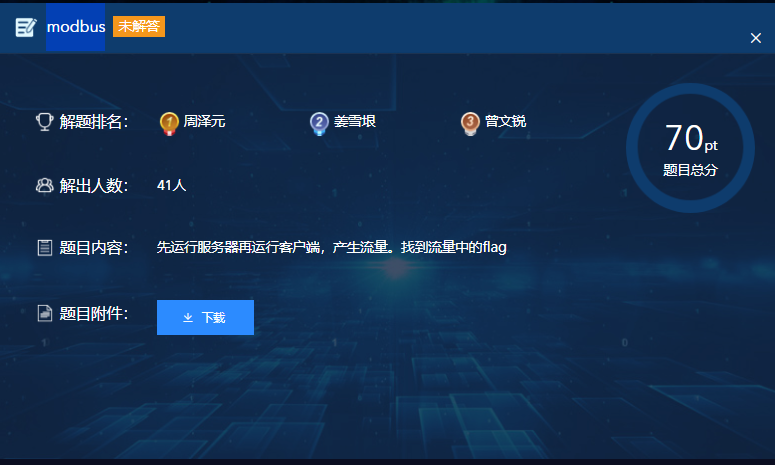 modbus 未解答
解题排名： 1 周泽元 2 姜雪垠 3 曾文锐
70pt
题目总分
解出人数： 41人
题目内容： 先运行服务器再运行客户端，产生流量。找到流量中的flag
题目附件： 下载